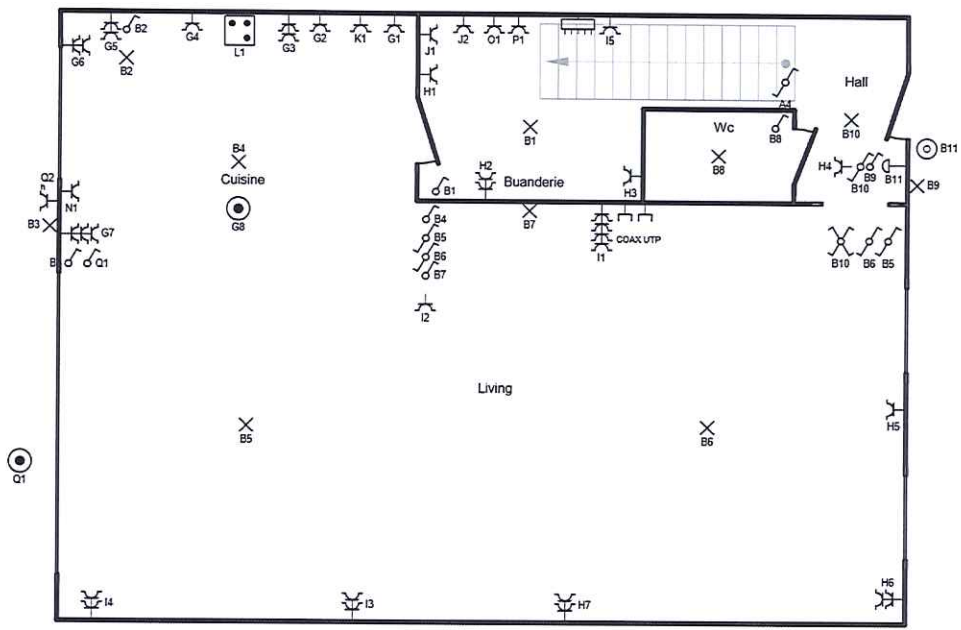 G5 B2 G4 L1 G3 G2 K1 G1 J1 J2 O1 P1 I5
G6 B2 H1 Hall
A4
Wc B8 B10
B1
B4 B8 H4 B10 B9 B11 B11
Cuisine H2 Buanderie H3 B9
Q2 N1 B1
B3 G8 B4 B7
G7 B5 I1 COAX UTP
B Q1 B6 B10 B6 B5
B7
I2
Living
H5
B5 B6
Q1
I4 I3 H7 H6